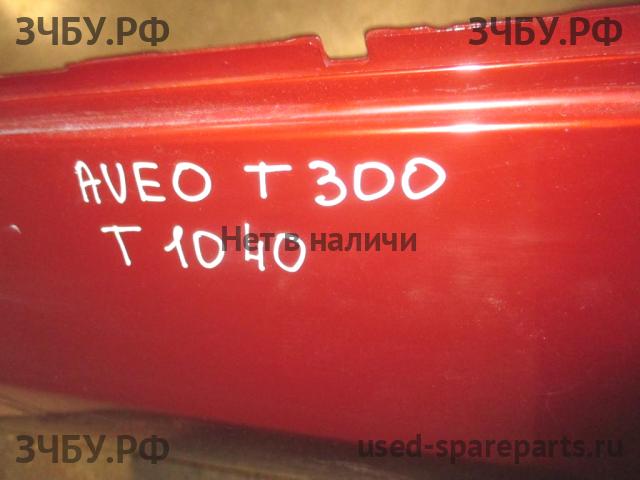 ЗЧБУ.РФ ЗЧБУ.РФ
AVEO T300
T 1040
Нет в наличи
ЗЧБУ.РФ used-spareparts.ru